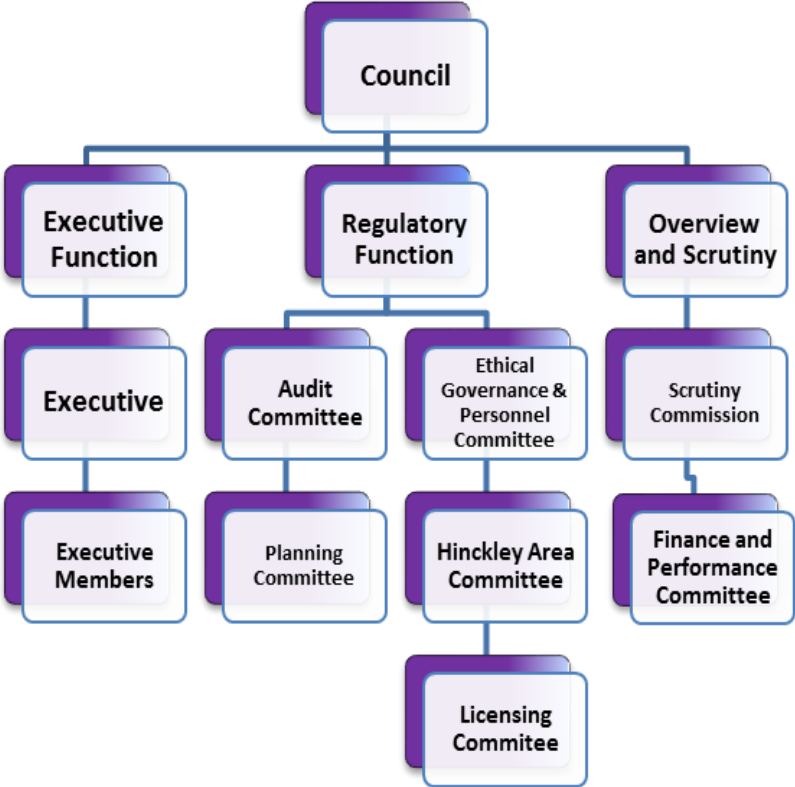 Council
Executive
Function
Regulatory
Function
Overview
and Scrutiny
Executive
Audit
Committee
Ethical
Governance &
Personnel
Committee
Scrutiny
Commission
Executive
Members
Planning
Committee
Hinckley Area
Committee
Finance and
Performance
Committee
Licensing
Commitee